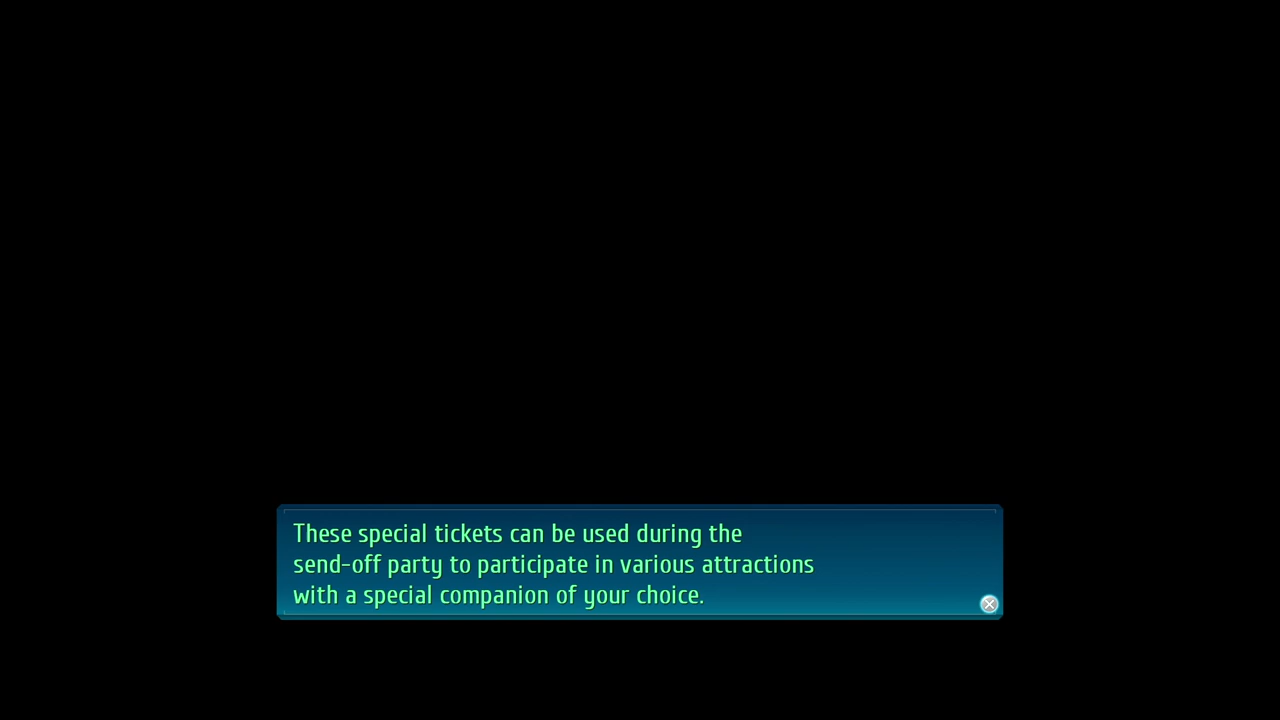 These special tickets can be used during the
send-off party to participate in various attractions
with a special companion of your choice.